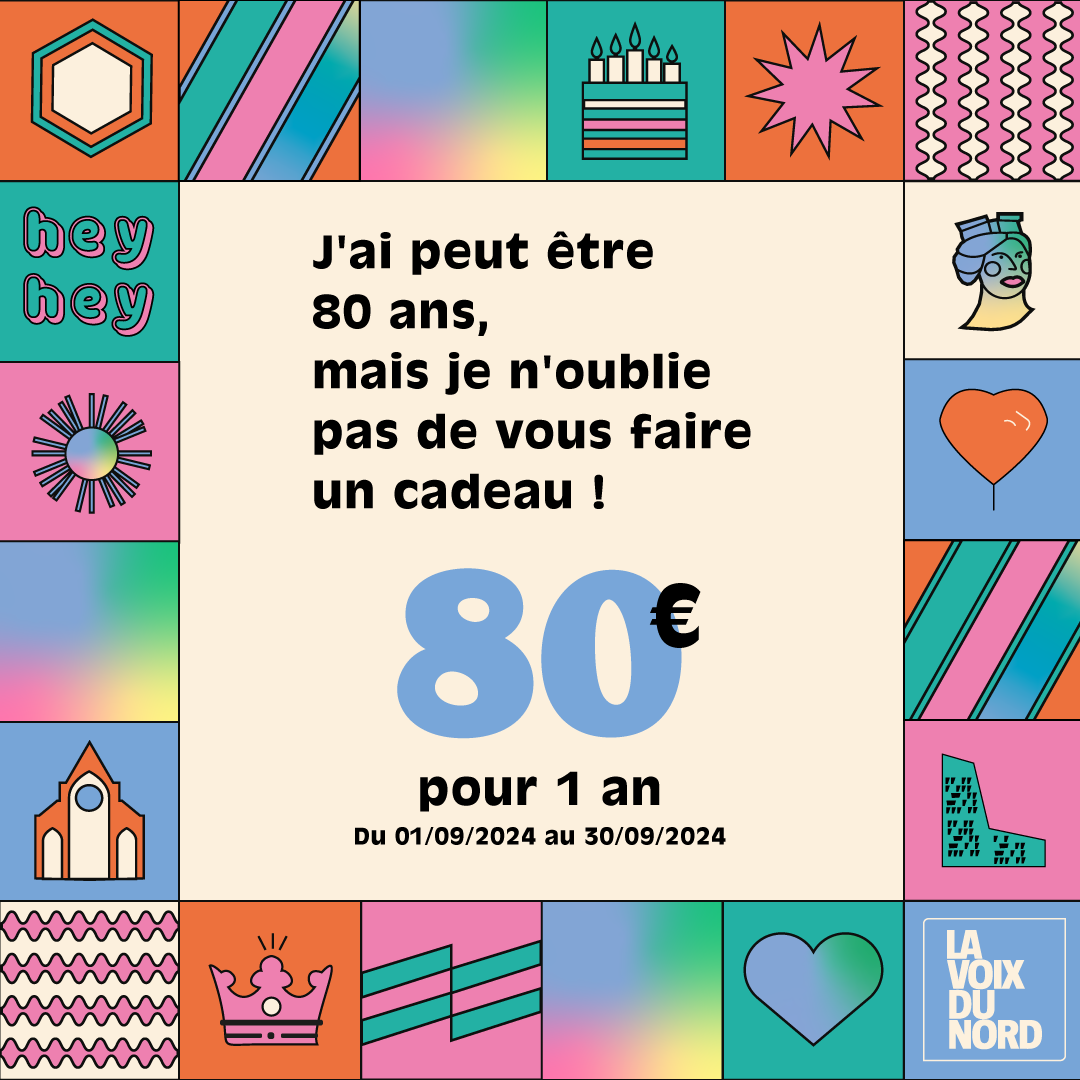 hey
hey
J'ai peut être
80 ans,
mais je n'oublie
pas de vous faire
un cadeau !
80€
pour 1 an
Du 01/09/2024 au 30/09/2024
LA
VOIX
DU
NORD